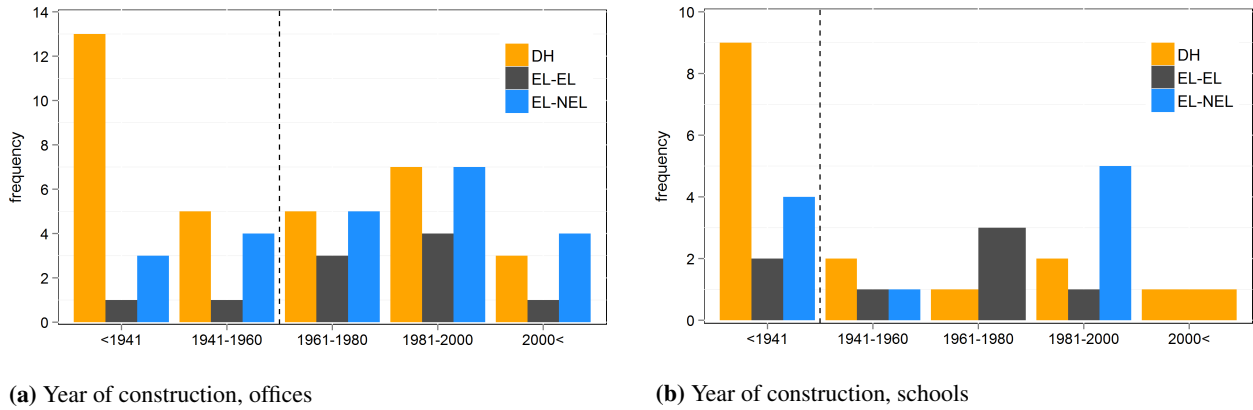 14
12
10
8
6
4
2
0
frequency
DH
EL-EL
EL-NEL
<1941 1941-1960 1961-1980 1981-2000 2000<
(a) Year of construction, offices
10
8
6
4
2
0
frequency
DH
EL-EL
EL-NEL
<1941 1941-1960 1961-1980 1981-2000 2000<
(b) Year of construction, schools